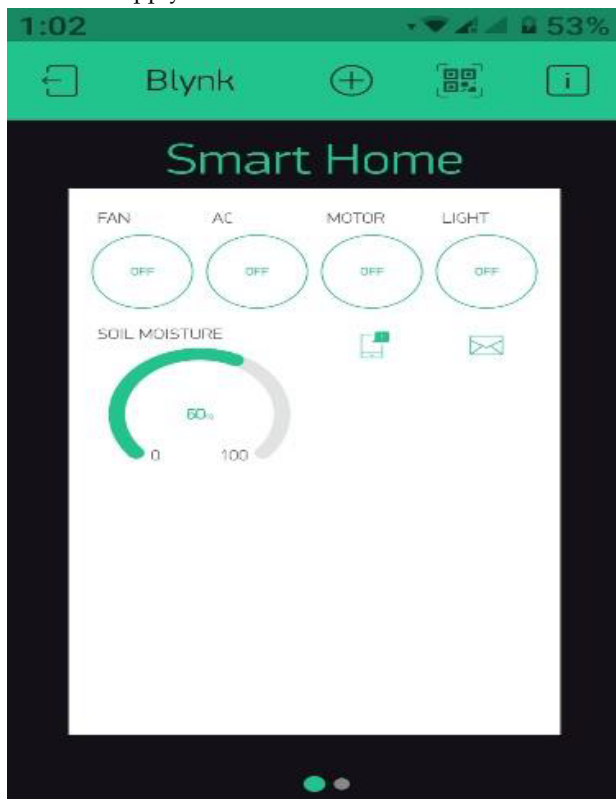 1:02 53%
Blynk i
Smart Home
FAN AC MOTOR LIGHT
OFF OFF OFF OFF
SOIL MOISTURE
60%
0 100